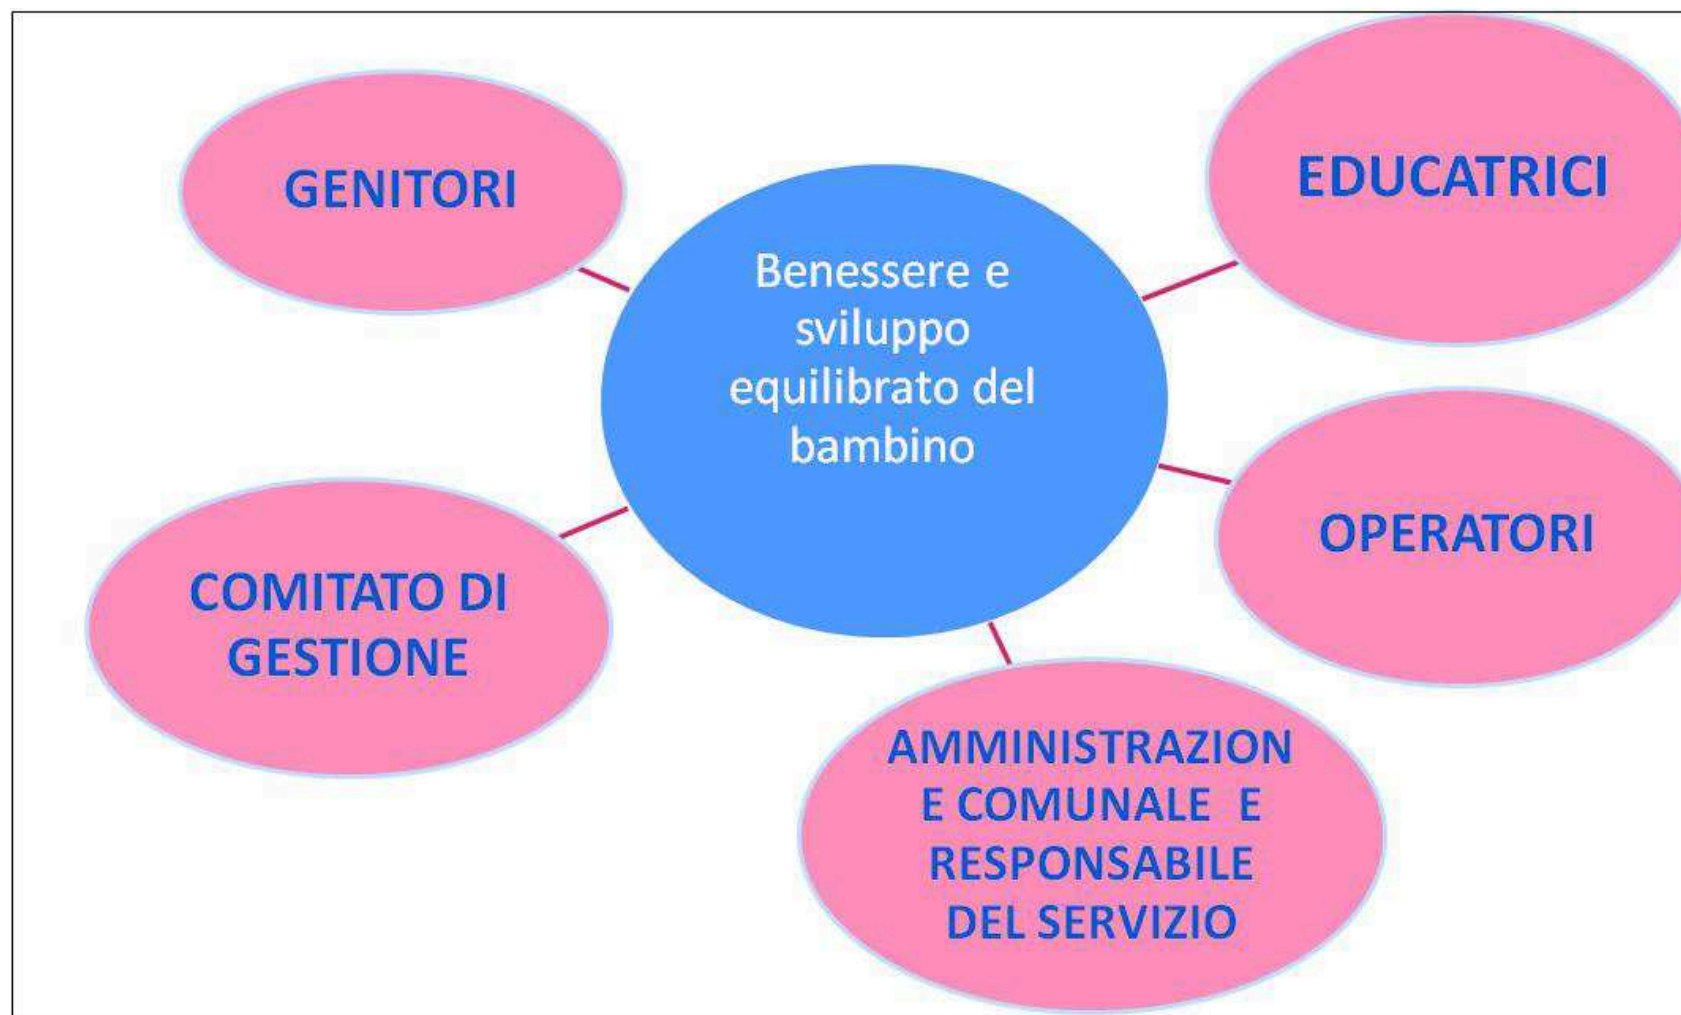 GENITORI
EDUCATRICI
Benessere e
sviluppo
equilibrato del
bambino
OPERATORI
COMITATO DI
GESTIONE
AMMINISTRAZION
E COMUNALE  E
RESPONSABILE
DEL SERVIZIO